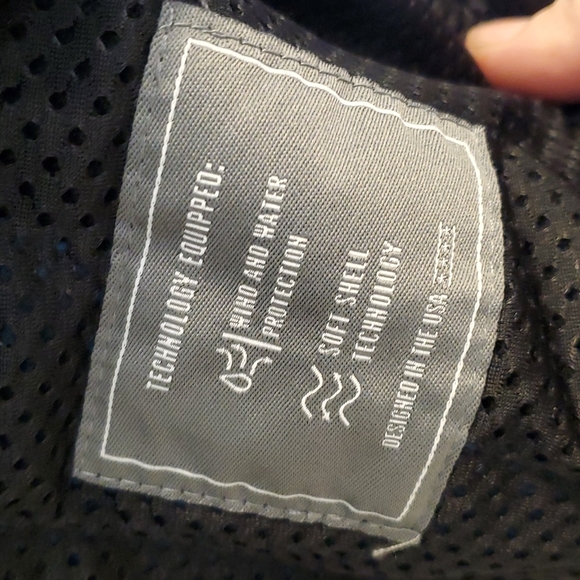 TECHNOLOGY EQUIPPED:
WIND AND WATER
PROTECTION
SOFT SHELL
TECHNOLOGY
DESIGNED IN THE USA